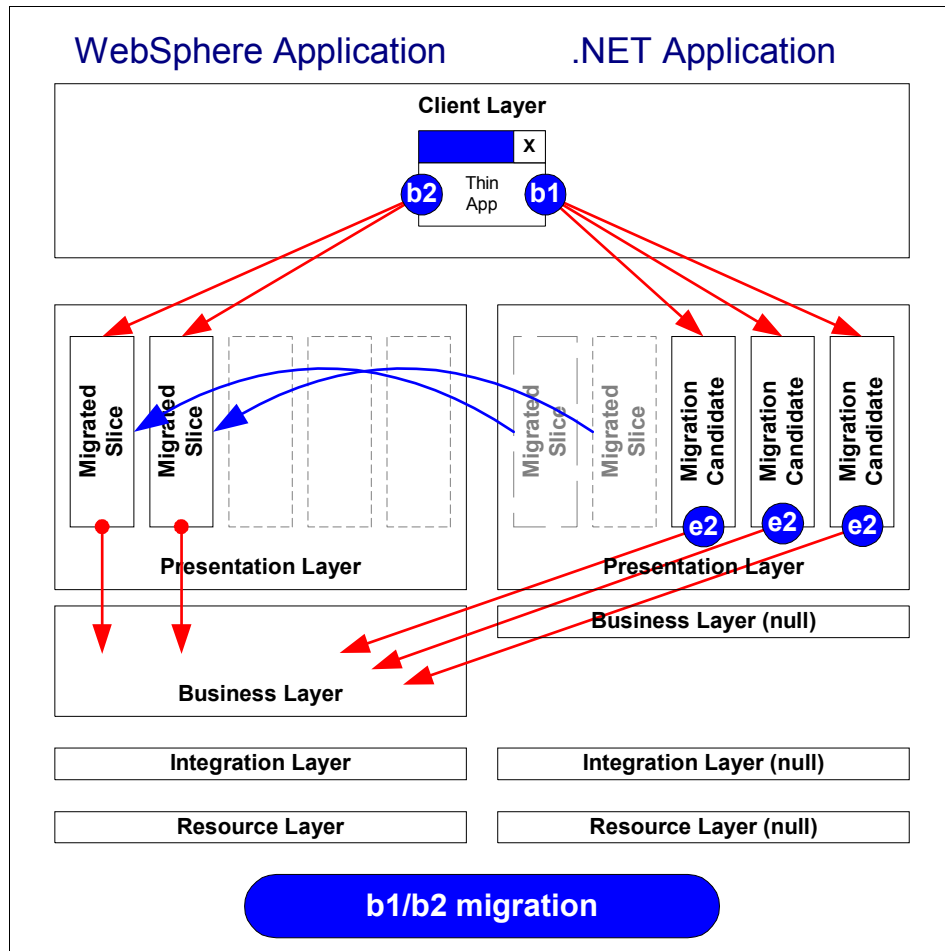 WebSphere Application
.NET Application
Client Layer
X
b2
Thin
App
b1
Migrated
Slice
Migrated
Slice
Migrated
Slice
Migrated
Slice
Migration
Candidate
Migration
Candidate
Migration
Candidate
e2
e2
e2
Presentation Layer
Presentation Layer
Business Layer (null)
Business Layer
Integration Layer
Integration Layer (null)
Resource Layer
Resource Layer (null)
b1/b2 migration